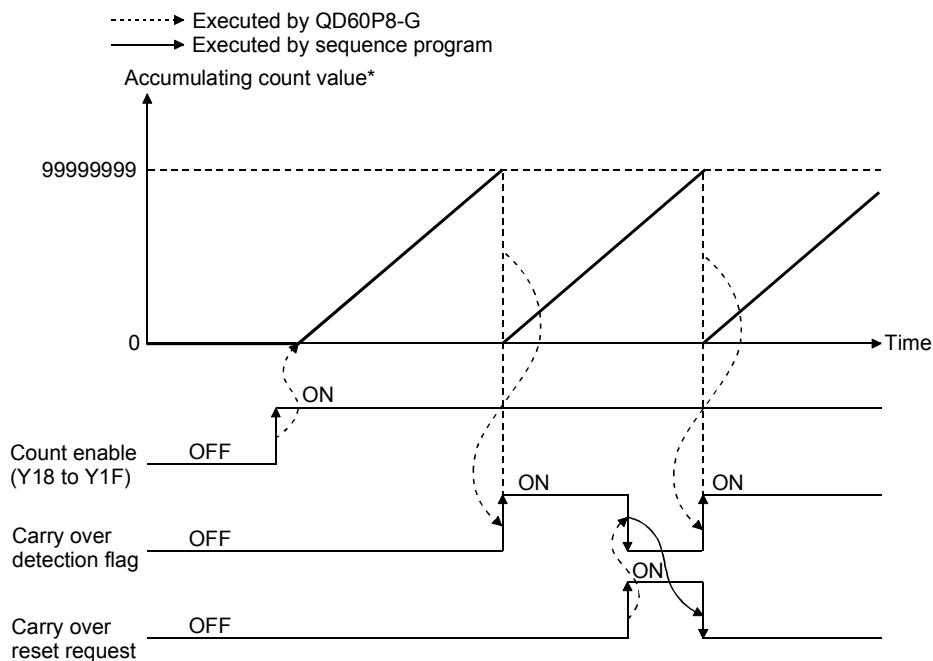 Executed by QD60P8-G
Executed by sequence program
Accumulating count value*
99999999
0
Time
ON
OFF
Count enable
(Y18 to Y1F)
ON
OFF
Carry over
detection flag
ON
OFF
Carry over
reset request